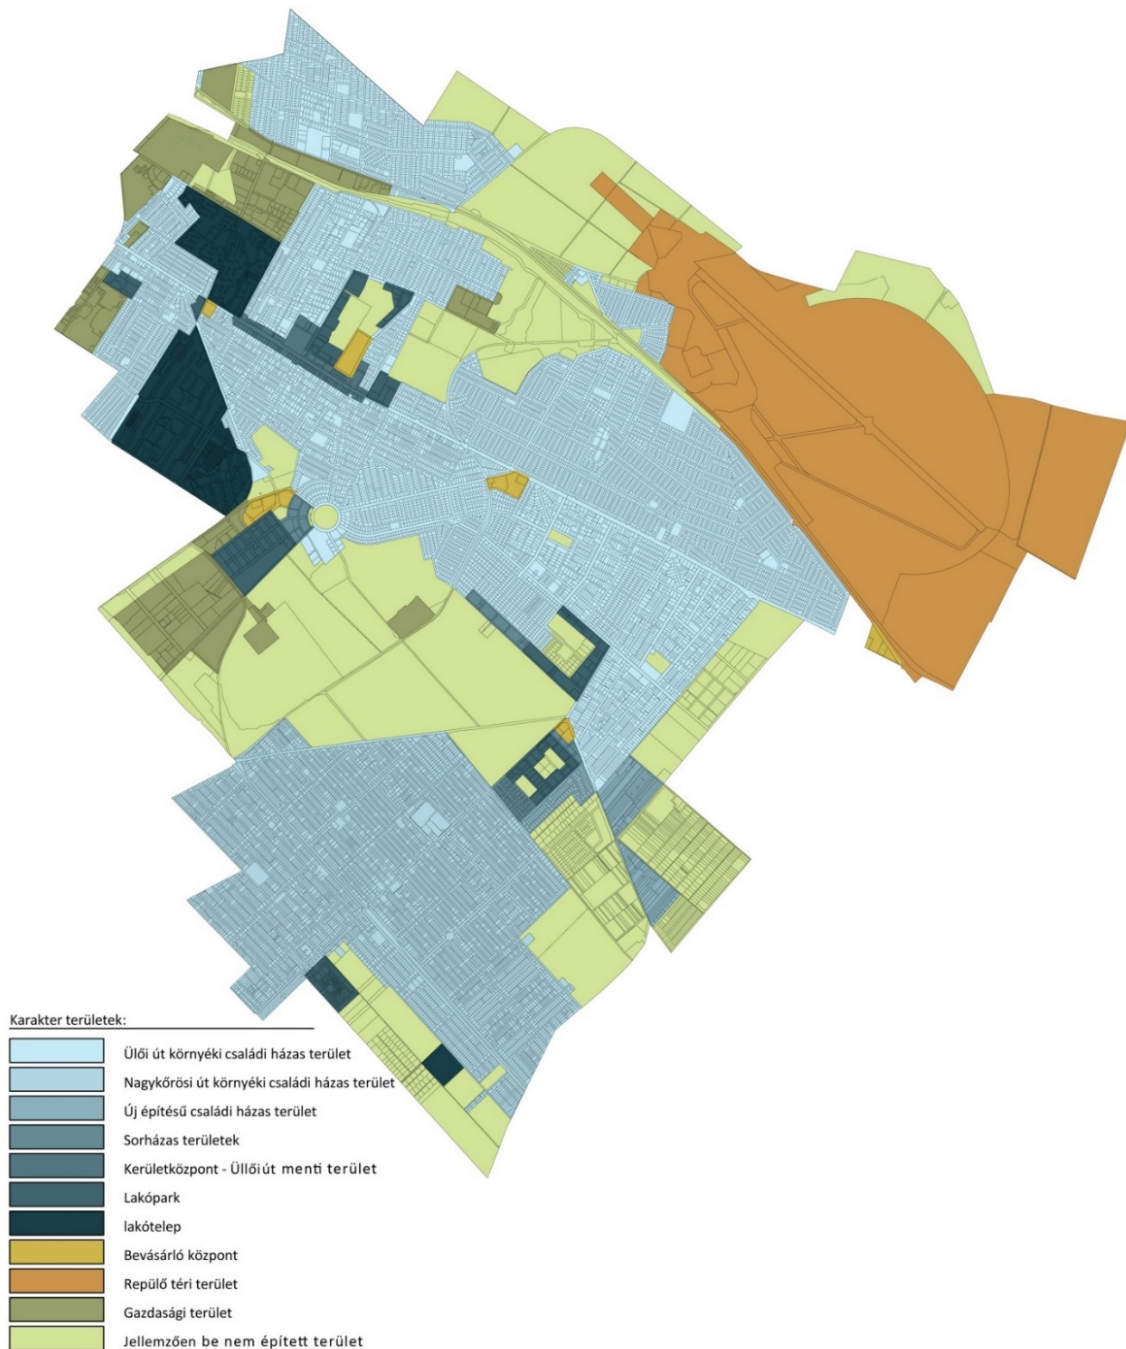 Karakter területek:
Ülői út környéki családi házas terület
Nagykőrösi út környéki családi házas terület
Új építésű családi házas terület
Sorházas területek
Kerületközpont - Üllői út menti terület
Lakópark
lakótelep
Bevásárló központ
Repülő téri terület
Gazdasági terület
Jellemzően be nem épített terület